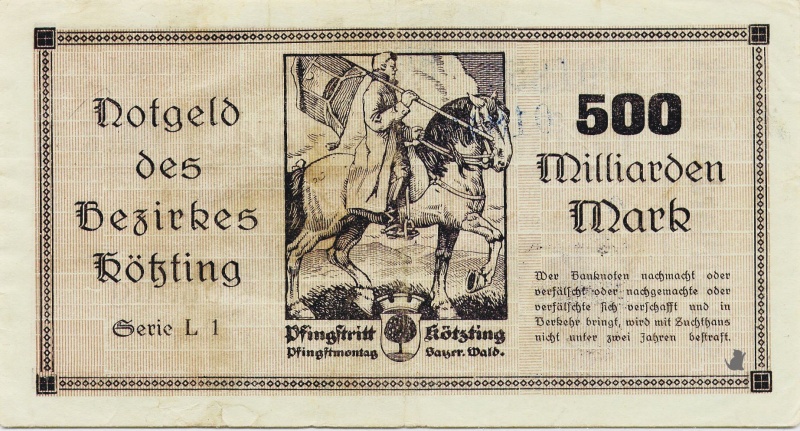 Notgeld
des
Bezirkes
Kötzting
Serie L 1
Pfingstritt Kötzting
Pfingstmontag Bayer. Wald.
500
Milliarden
Mark
Wer Banknoten nachmacht oder
verfälscht oder nachgemachte oder
verfälschte sich verschafft und in
Verkehr bringt, wird mit Zuchthaus
nicht unter zwei Jahren bestraft.